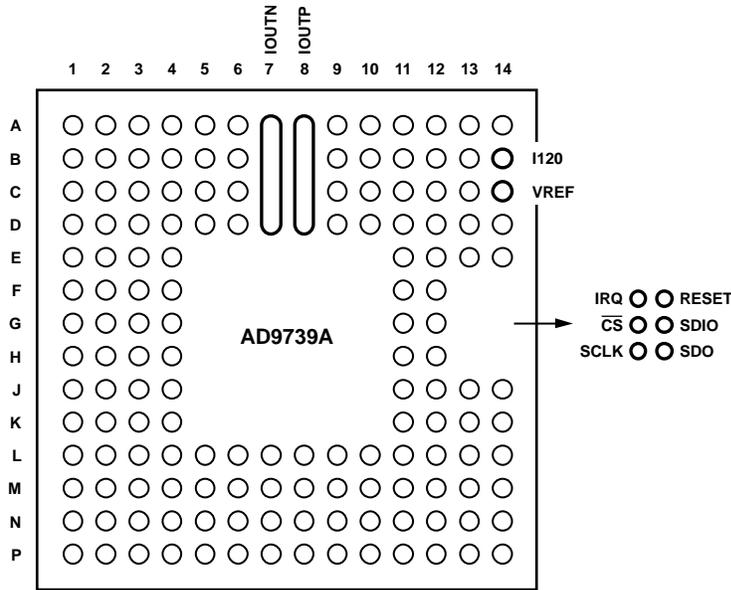 IOUTN
IOUTP
1 2 3 4 5 6 7 8 9 10 11 12 13 14
A
B I120
C VREF
D
E
F
IRQ RESET
G AD9739A
CS SDIO
H
SCLK SDO
J
K
L
M
N
P